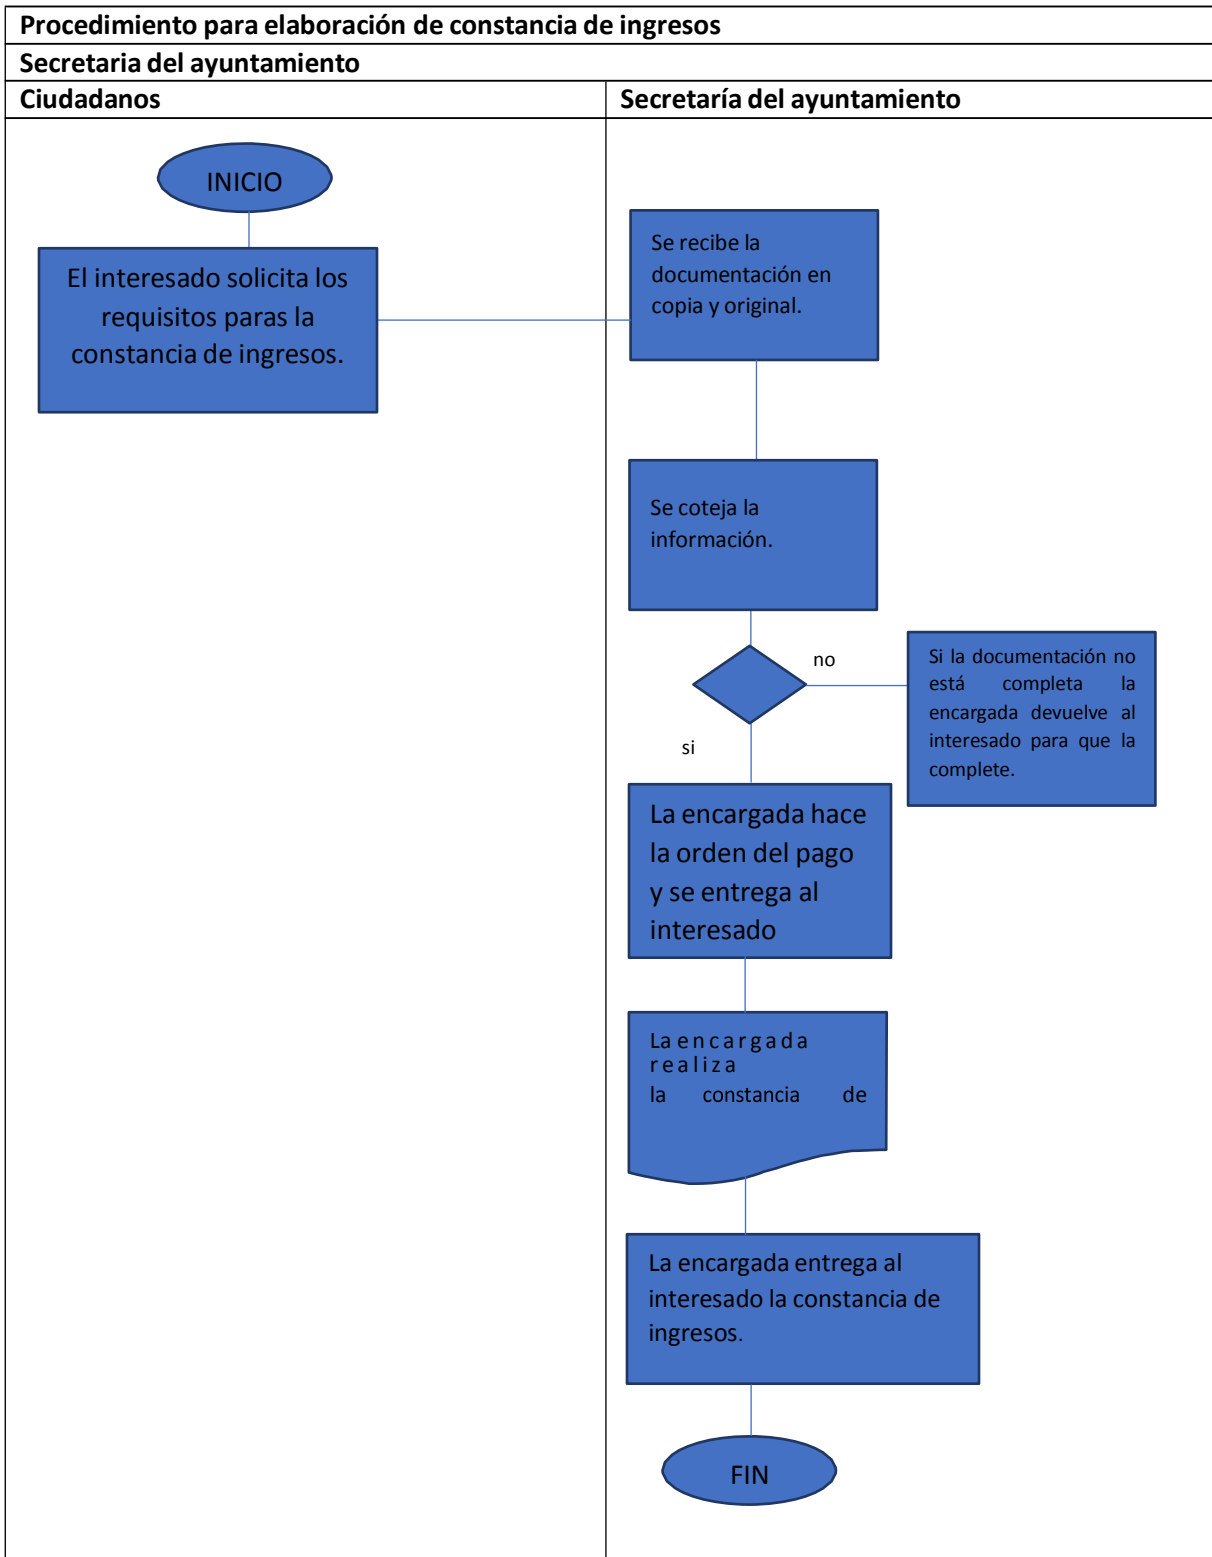 Procedimiento para elaboración de constancia de ingresos
Secretaria del ayuntamiento
Ciudadanos
Secretaría del ayuntamiento
INICIO
El interesado solicita los
requisitos paras la
constancia de ingresos.
Se recibe la
documentación en
copia y original.
Se coteja la
información.
no
Si la documentación no
está completa la
encargada devuelve al
interesado para que la
complete.
si
La encargada hace
la orden del pago
y se entrega al
interesado
La encargada
realiza
la constancia de
La encargada entrega al
interesado la constancia de
ingresos.
FIN